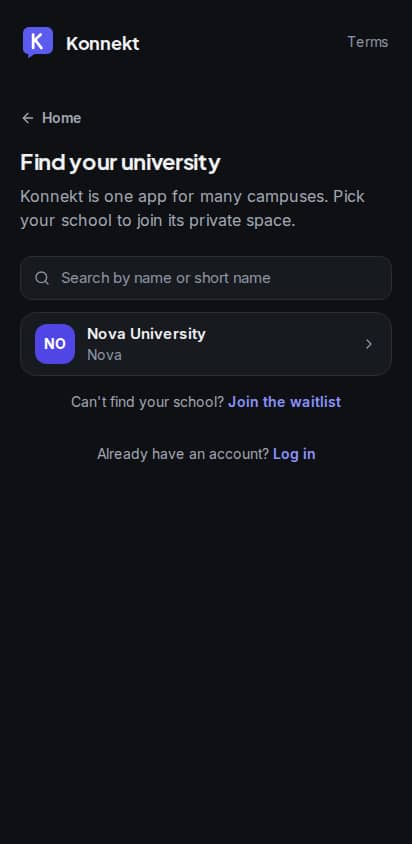 K Konnekt Terms
← Home
Find your university
Konnekt is one app for many campuses. Pick
your school to join its private space.
Search by name or short name
NO Nova University
Nova
Can't find your school? Join the waitlist
Already have an account? Log in